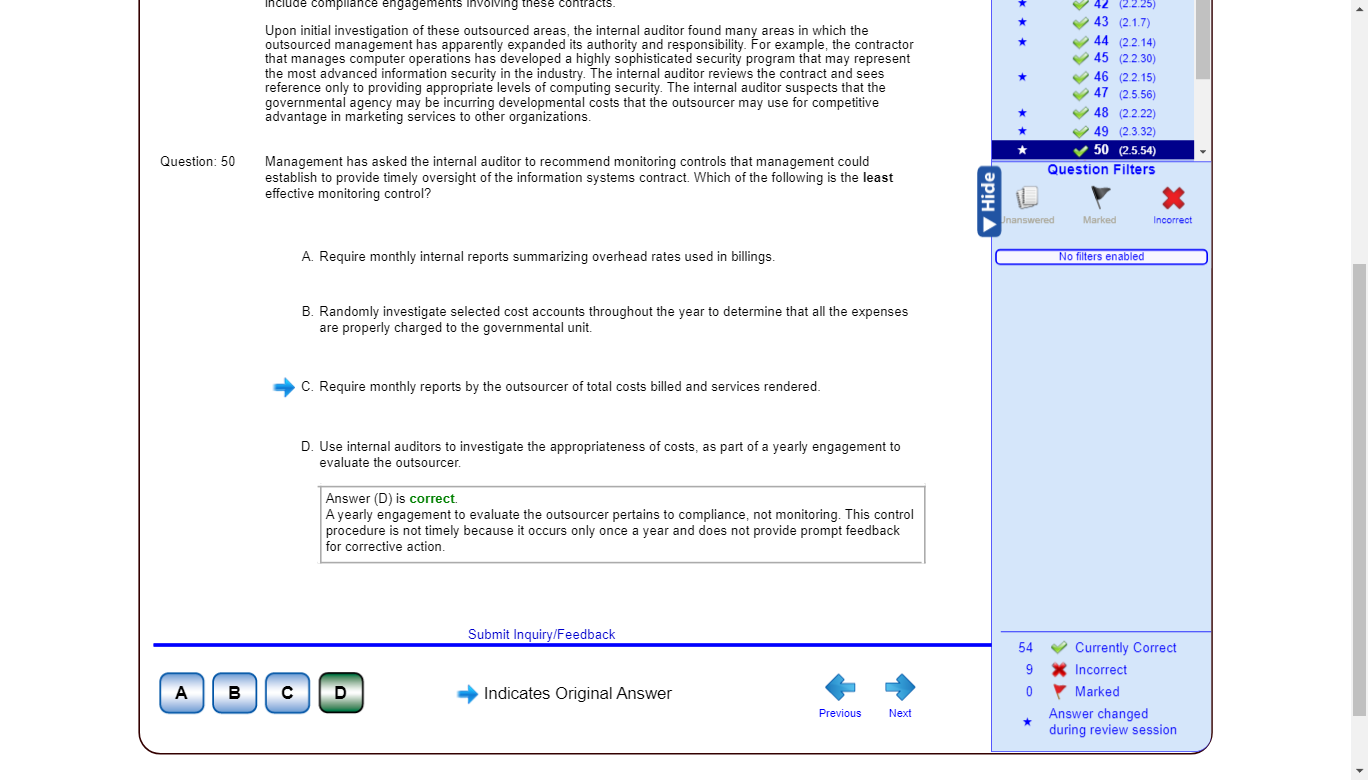 include compliance engagements involving these contracts.
Upon initial investigation of these outsourced areas, the internal auditor found many areas in which the
outsourced management has apparently expanded its authority and responsibility. For example, the contractor
that manages computer operations has developed a highly sophisticated security program that may represent
the most advanced information security in the industry. The internal auditor reviews the contract and sees
reference only to providing appropriate levels of computing security. The internal auditor suspects that the
governmental agency may be incurring developmental costs that the outsourcer may use for competitive
advantage in marketing services to other organizations.
Question: 50
Management has asked the internal auditor to recommend monitoring controls that management could
establish to provide timely oversight of the information systems contract. Which of the following is the least
effective monitoring control?
A. Require monthly internal reports summarizing overhead rates used in billings.
B. Randomly investigate selected cost accounts throughout the year to determine that all the expenses
are properly charged to the governmental unit.
C. Require monthly reports by the outsourcer of total costs billed and services rendered.
D. Use internal auditors to investigate the appropriateness of costs, as part of a yearly engagement to
evaluate the outsourcer.
Answer (D) is correct.
A yearly engagement to evaluate the outsourcer pertains to compliance, not monitoring. This control
procedure is not timely because it occurs only once a year and does not provide prompt feedback
for corrective action.
Submit Inquiry/Feedback
A B C D
Indicates Original Answer
Previous Next
42 (2.2.25)
43 (2.1.7)
44 (2.2.14)
45 (2.2.30)
46 (2.2.15)
47 (2.5.56)
48 (2.2.22)
49 (2.3.32)
50 (2.5.54)
Hide
Question Filters
Unanswered Marked Incorrect
No filters enabled
54 Currently Correct
9 Incorrect
0 Marked
Answer changed
during review session